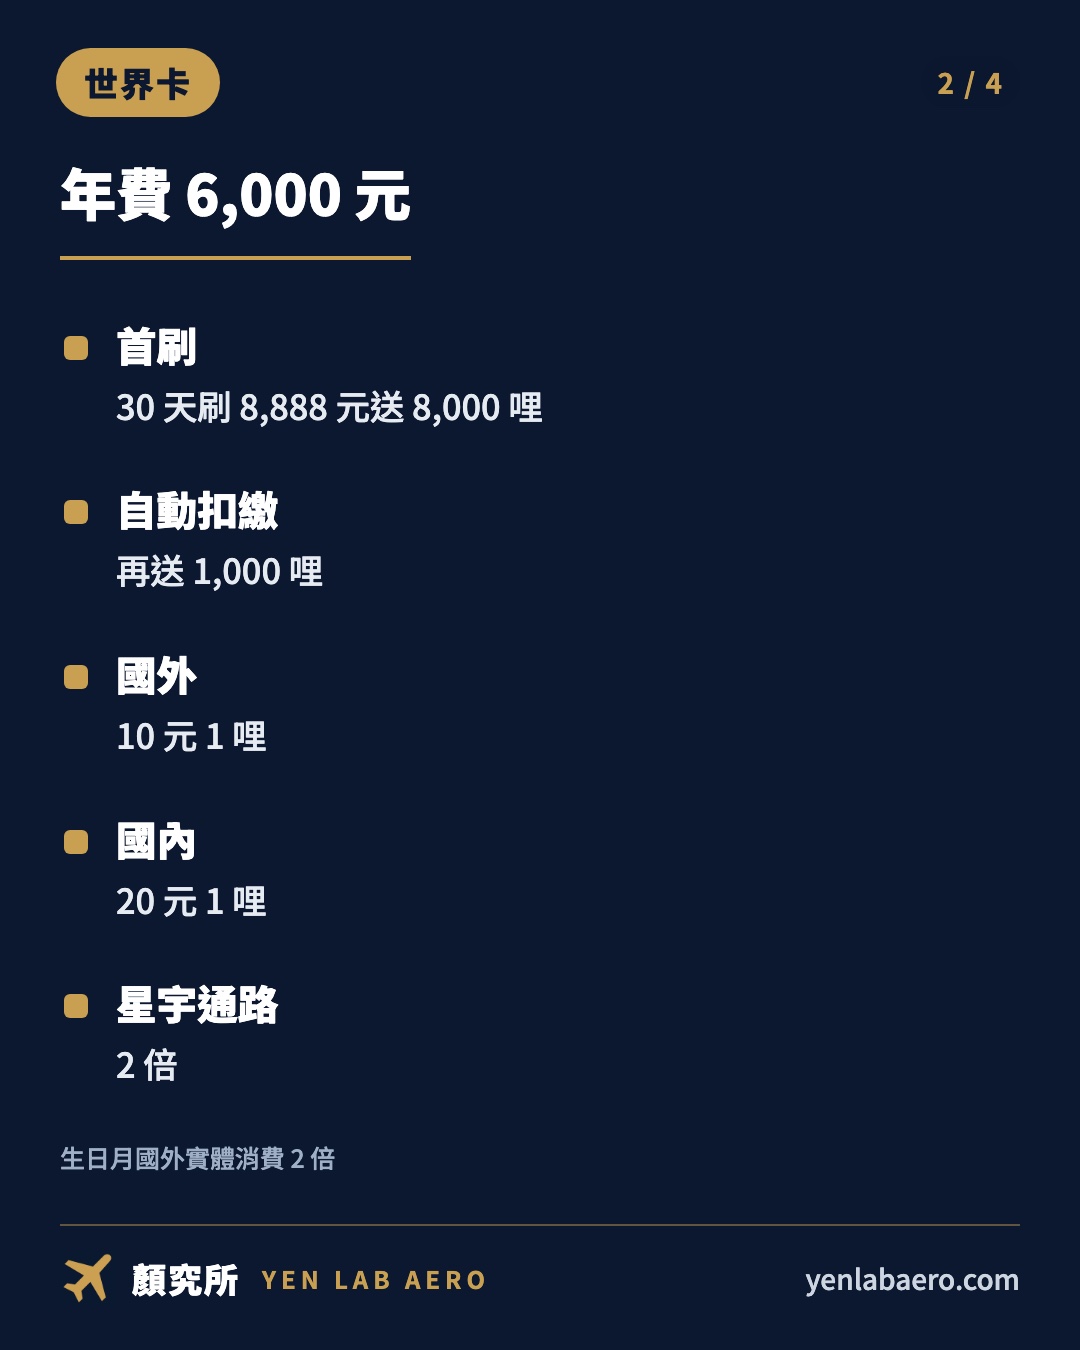 世界卡
2 / 4
年費 6,000 元
首刷
30 天刷 8,888 元送 8,000 哩
自動扣繳
再送 1,000 哩
國外
10 元 1 哩
國內
20 元 1 哩
星宇通路
2 倍
生日月國外實體消費 2 倍
顏究所 YEN LAB AERO
yenlabaero.com